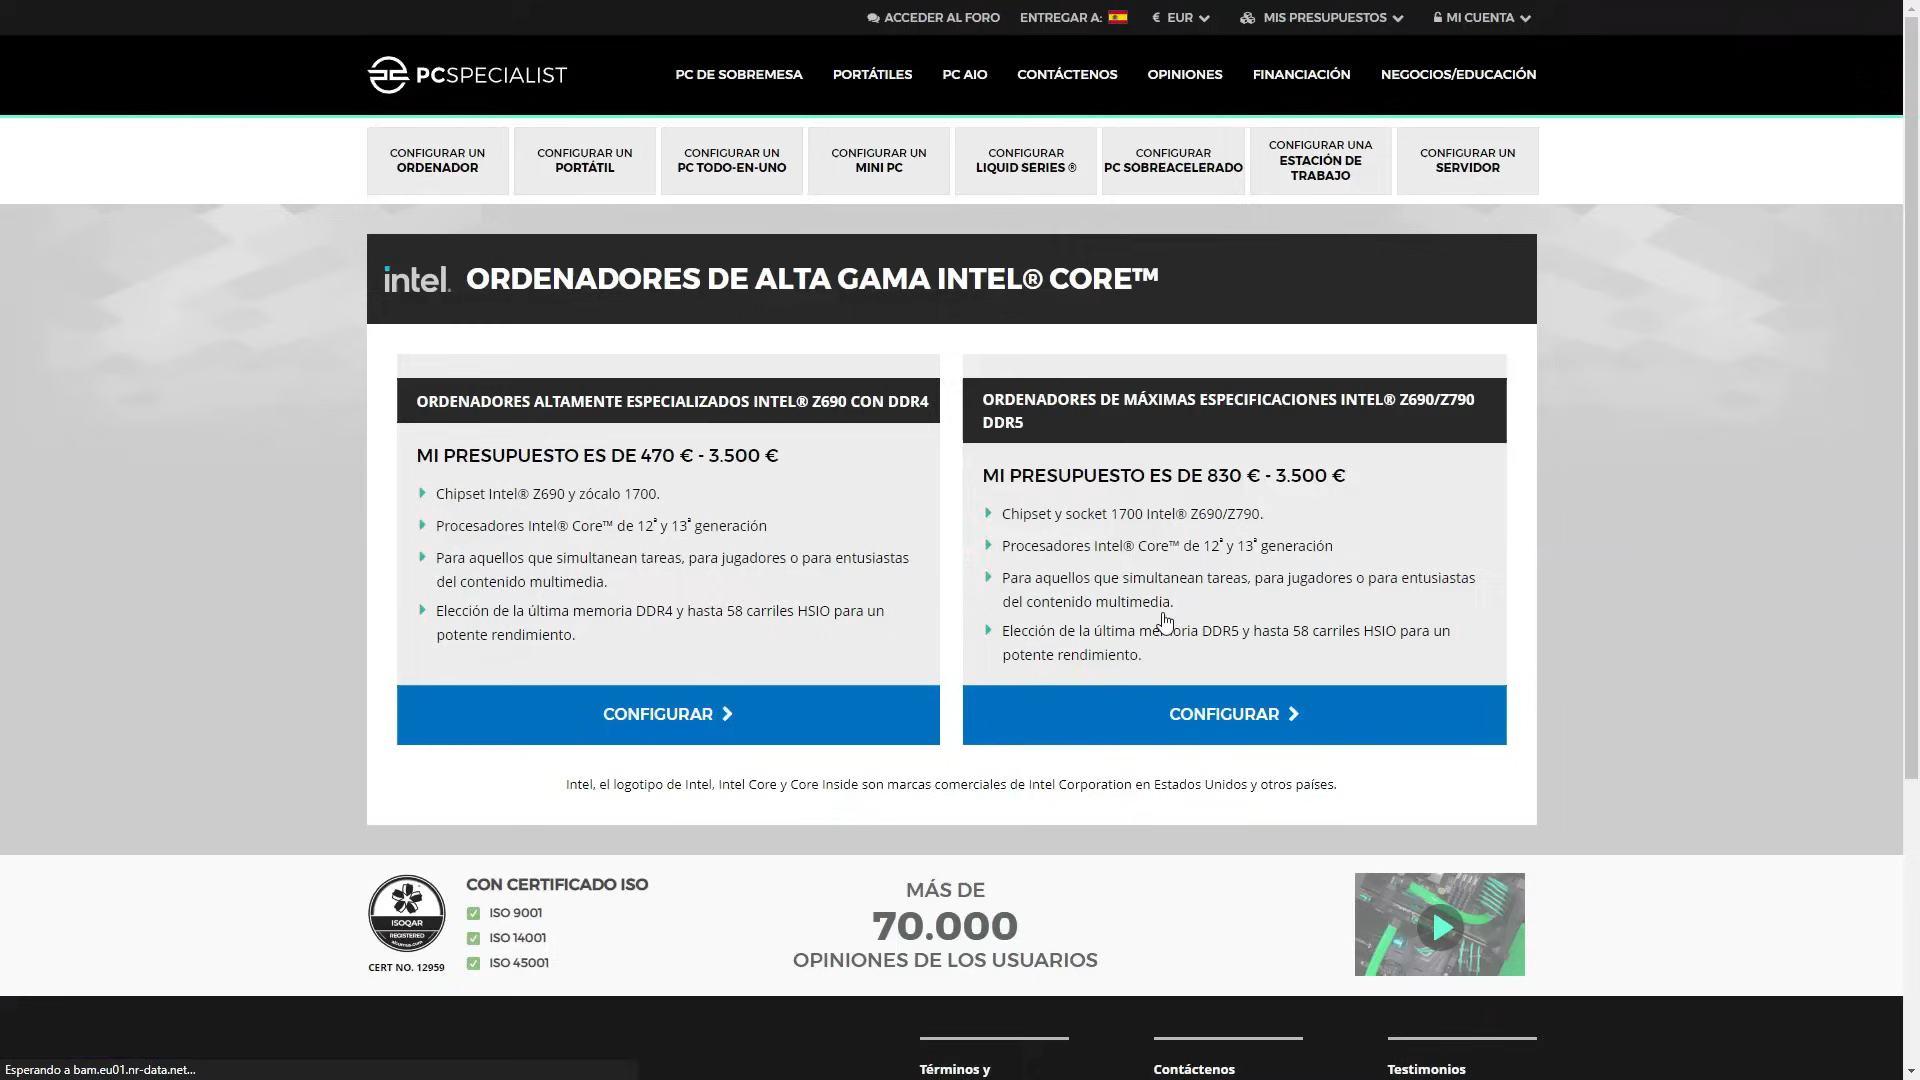 ACCEDER AL FORO
ENTREGAR A:
€ EUR
MIS PRESUPUESTOS
MI CUENTA
PCSPECIALIST
PC DE SOBREMESA
PORTÁTILES
PC AIO
CONTÁCTENOS
OPINIONES
FINANCIACIÓN
NEGOCIOS/EDUCACIÓN
CONFIGURAR UN
ORDENADOR
CONFIGURAR UN
PORTÁTIL
CONFIGURAR UN
PC TODO-EN-UNO
CONFIGURAR UN
MINI PC
CONFIGURAR
LIQUID SERIES ®
CONFIGURAR
PC SOBREACELERADO
CONFIGURAR UNA
ESTACIÓN DE
TRABAJO
CONFIGURAR UN
SERVIDOR
intel. ORDENADORES DE ALTA GAMA INTEL® CORE™
ORDENADORES ALTAMENTE ESPECIALIZADOS INTEL® Z690 CON DDR4
MI PRESUPUESTO ES DE 470 € - 3.500 €
Chipset Intel® Z690 y zócalo 1700.
Procesadores Intel® Core™ de 12ª y 13ª generación
Para aquellos que simultanean tareas, para jugadores o para entusiastas
del contenido multimedia.
Elección de la última memoria DDR4 y hasta 58 carriles HSIO para un
potente rendimiento.
CONFIGURAR
ORDENADORES DE MÁXIMAS ESPECIFICACIONES INTEL® Z690/Z790
DDR5
MI PRESUPUESTO ES DE 830 € - 3.500 €
Chipset y socket 1700 Intel® Z690/Z790.
Procesadores Intel® Core™ de 12ª y 13ª generación
Para aquellos que simultanean tareas, para jugadores o para entusiastas
del contenido multimedia.
Elección de la última memoria DDR5 y hasta 58 carriles HSIO para un
potente rendimiento.
CONFIGURAR
Intel, el logotipo de Intel, Intel Core y Core Inside son marcas comerciales de Intel Corporation en Estados Unidos y otros países.
ISOQAR
REGISTERED
CERT NO. 12959
CON CERTIFICADO ISO
ISO 9001
ISO 14001
ISO 45001
MÁS DE
70.000
OPINIONES DE LOS USUARIOS
Términos y
Contáctenos
Testimonios
Esperando a bam.eu01.nr-data.net...